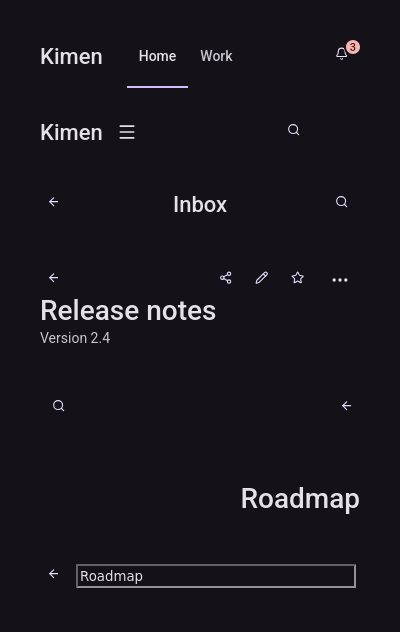 Kimen Home Work 3
Kimen
Inbox
Release notes
Version 2.4
Roadmap
Roadmap